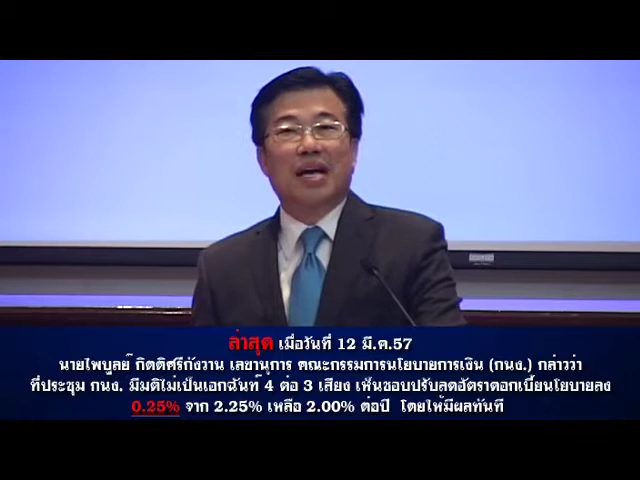 ล่าสุด เมื่อวันที่ 12 มี.ค.57
นายไพบูลย์ กิตติศรีกังวาน เลขานุการ คณะกรรมการนโยบายการเงิน (กนง.) กล่าวว่า
ที่ประชุม กนง. มีมติไม่เป็นเอกฉันท์ 4 ต่อ 3 เสียง เห็นชอบปรับลดอัตราดอกเบี้ยนโยบายลง
0.25% จาก 2.25% เหลือ 2.00% ต่อปี โดยให้มีผลทันที